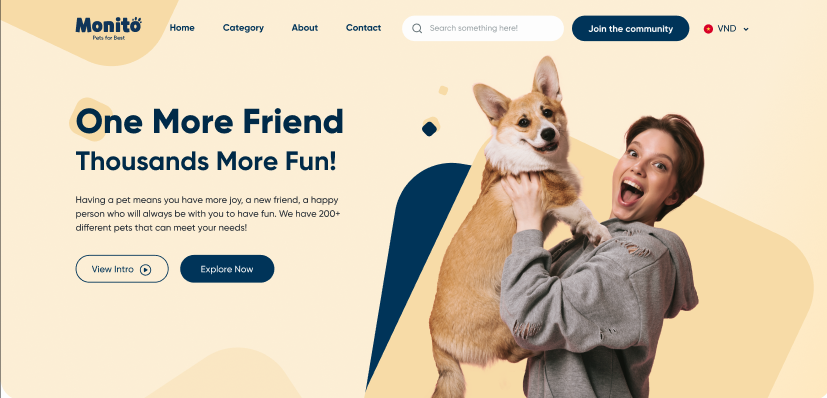 Monito
Pets for Best
Home Category About Contact
Search something here!
Join the community
VND
One More Friend
Thousands More Fun!
Having a pet means you have more joy, a new friend, a happy
person who will always be with you to have fun. We have 200+
different pets that can meet your needs!
View Intro
Explore Now